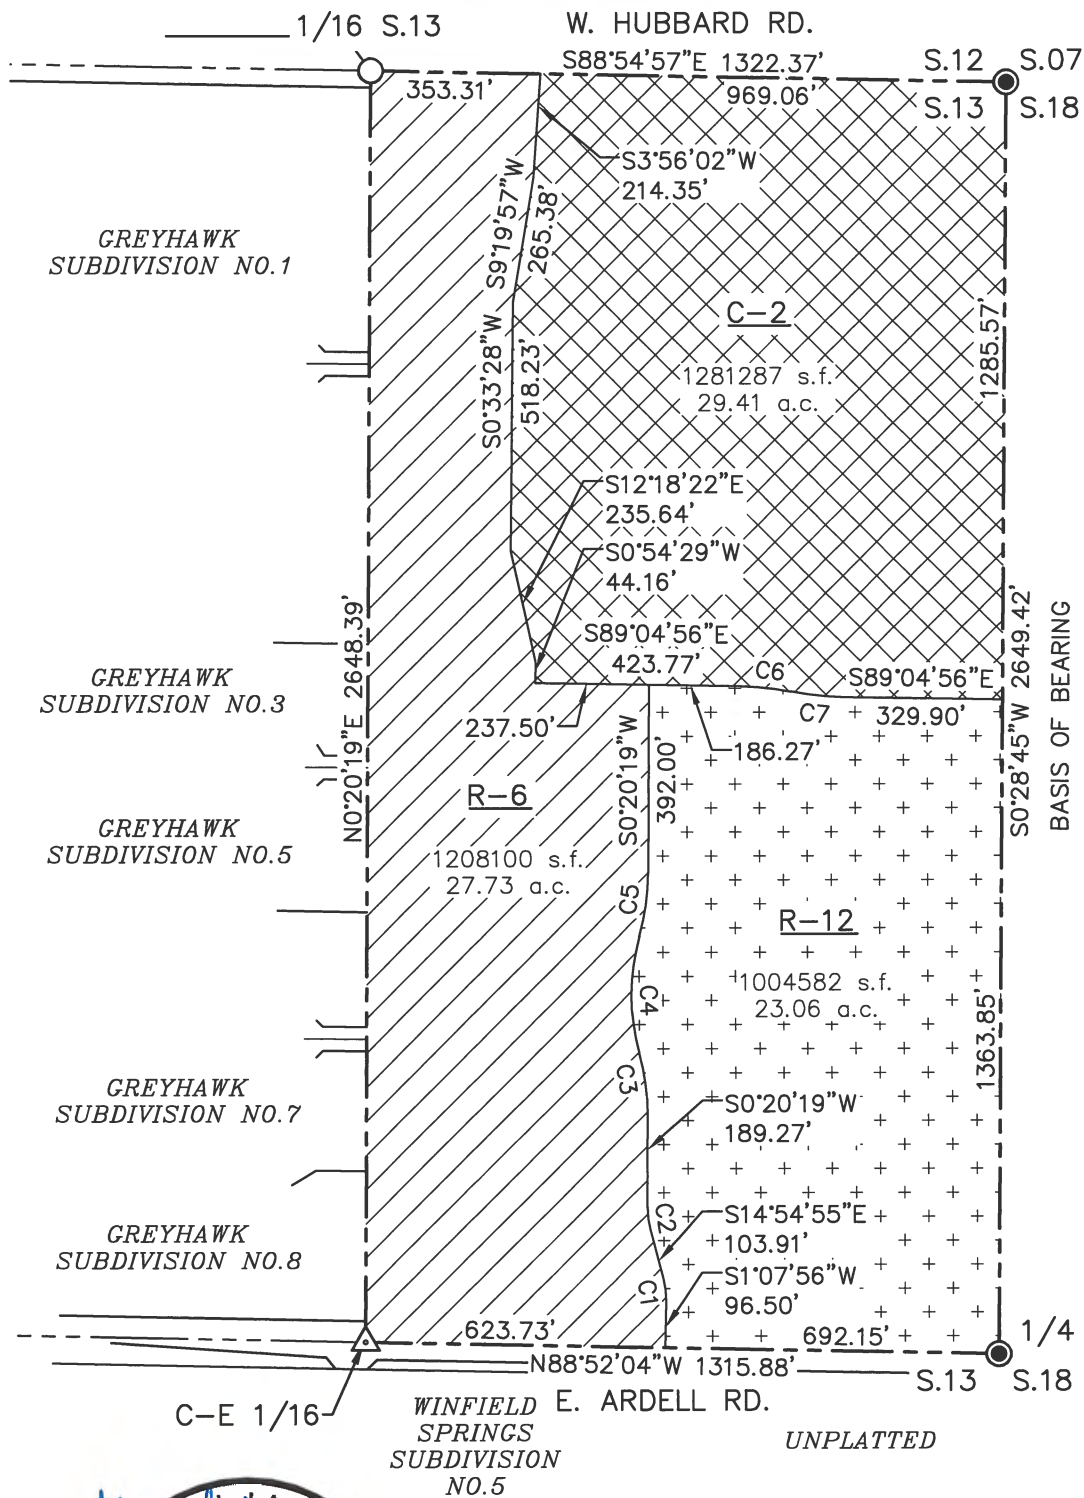 1/16 S.13
W. HUBBARD RD.
S88°54'57"E 1322.37'
S.12
S.07
353.31'
969.06'
S.13
S.18
S3°56'02"W
214.35'
S9°19'57"W
265.38'
GREYHAWK
SUBDIVISION NO.1
C-2
1281287 s.f.
29.41 a.c.
1285.57'
S0°33'28"W
518.23'
S12°18'22"E
235.64'
S0°54'29"W
44.16'
S89°04'56"E
423.77'
C6
S89°04'56"E
C7
329.90'
N0°20'19"E 2648.39'
S0°28'45"W 2649.42'
BASIS OF BEARING
GREYHAWK
SUBDIVISION NO.3
237.50'
186.27'
S0°20'19"W
392.00'
R-6
1208100 s.f.
27.73 a.c.
GREYHAWK
SUBDIVISION NO.5
C5
R-12
1004582 s.f.
23.06 a.c.
C4
1363.85'
C3
GREYHAWK
SUBDIVISION NO.7
S0°20'19"W
189.27'
C2
S14°54'55"E
103.91'
GREYHAWK
SUBDIVISION NO.8
C1
S1°07'56"W
96.50'
623.73'
692.15'
1/4
N88°52'04"W 1315.88'
S.13
S.18
C-E 1/16
E. ARDELL RD.
WINFIELD
SPRINGS
SUBDIVISION
NO.5
UNPLATTED